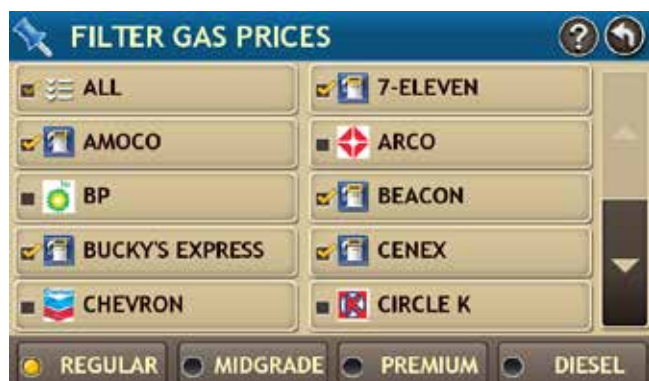 FILTER GAS PRICES ?
ALL 7-ELEVEN
AMOCO ARCO
BP BEACON
BUCKY'S EXPRESS CENEX
CHEVRON K CIRCLE K
REGULAR MIDGRADE PREMIUM DIESEL